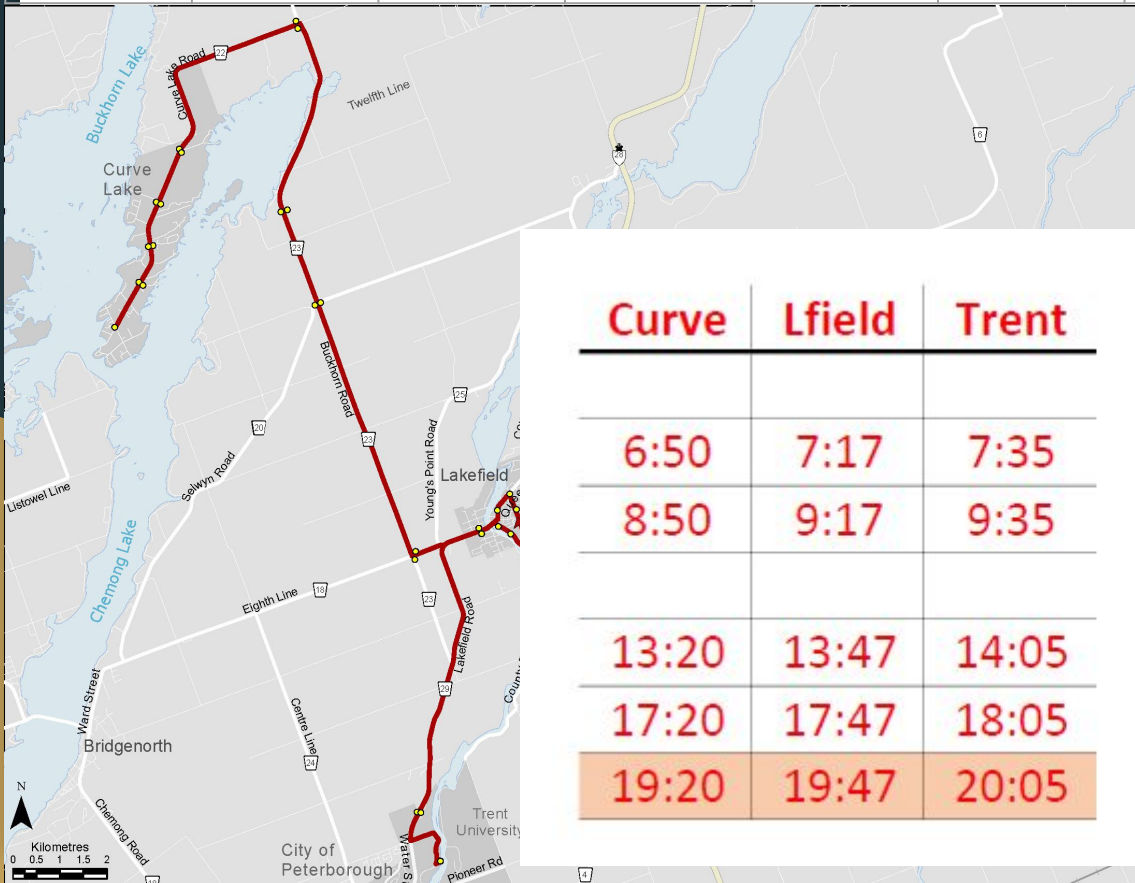 22
Curve Lake Road
Buckhorn Lake
Twelfth Line
6
28
Curve
Lake
23
Buckhorn Road
25
23
20
Selwyn Road
Young's Point Road
Lakefield
Listowel Line
Chemong Lake
18
Eighth Line
23
Lakefield Road
29
Ward Street
Bridgenorth
Centre Line
24
Chemong Road
Trent
University
City of
Peterborough
Pioneer Rd
4
N
Kilometres
0 0.5 1 1.5 2
Curve Lfield Trent
6:50 7:17 7:35
8:50 9:17 9:35
13:20 13:47 14:05
17:20 17:47 18:05
19:20 19:47 20:05